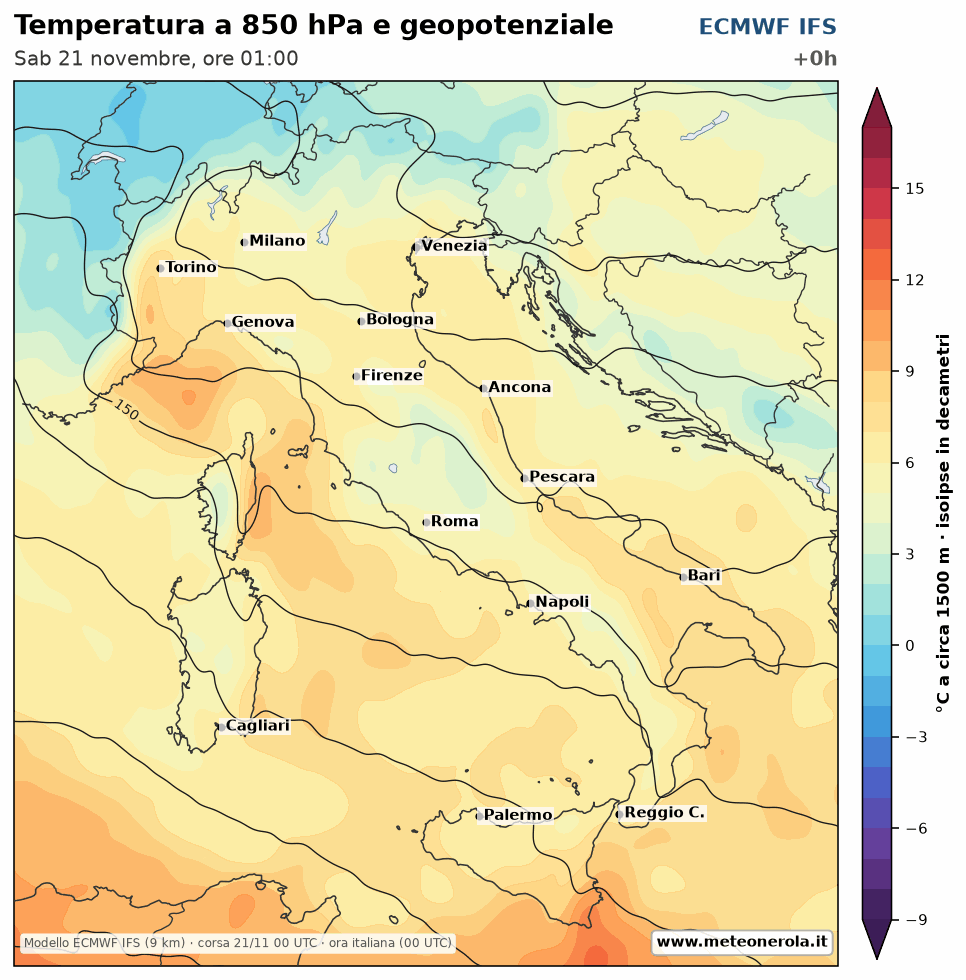 Temperatura a 850 hPa e geopotenziale
ECMWF IFS
Sab 21 novembre, ore 01:00
+0h
Milano
Venezia
Torino
Genova
Bologna
Firenze
Ancona
150
Pescara
Roma
Bari
Napoli
Cagliari
Palermo
Reggio C.
15
12
9
6
3
0
−3
−6
−9
°C a circa 1500 m · isoipse in decametri
Modello ECMWF IFS (9 km) · corsa 21/11 00 UTC · ora italiana (00 UTC)
www.meteonerola.it